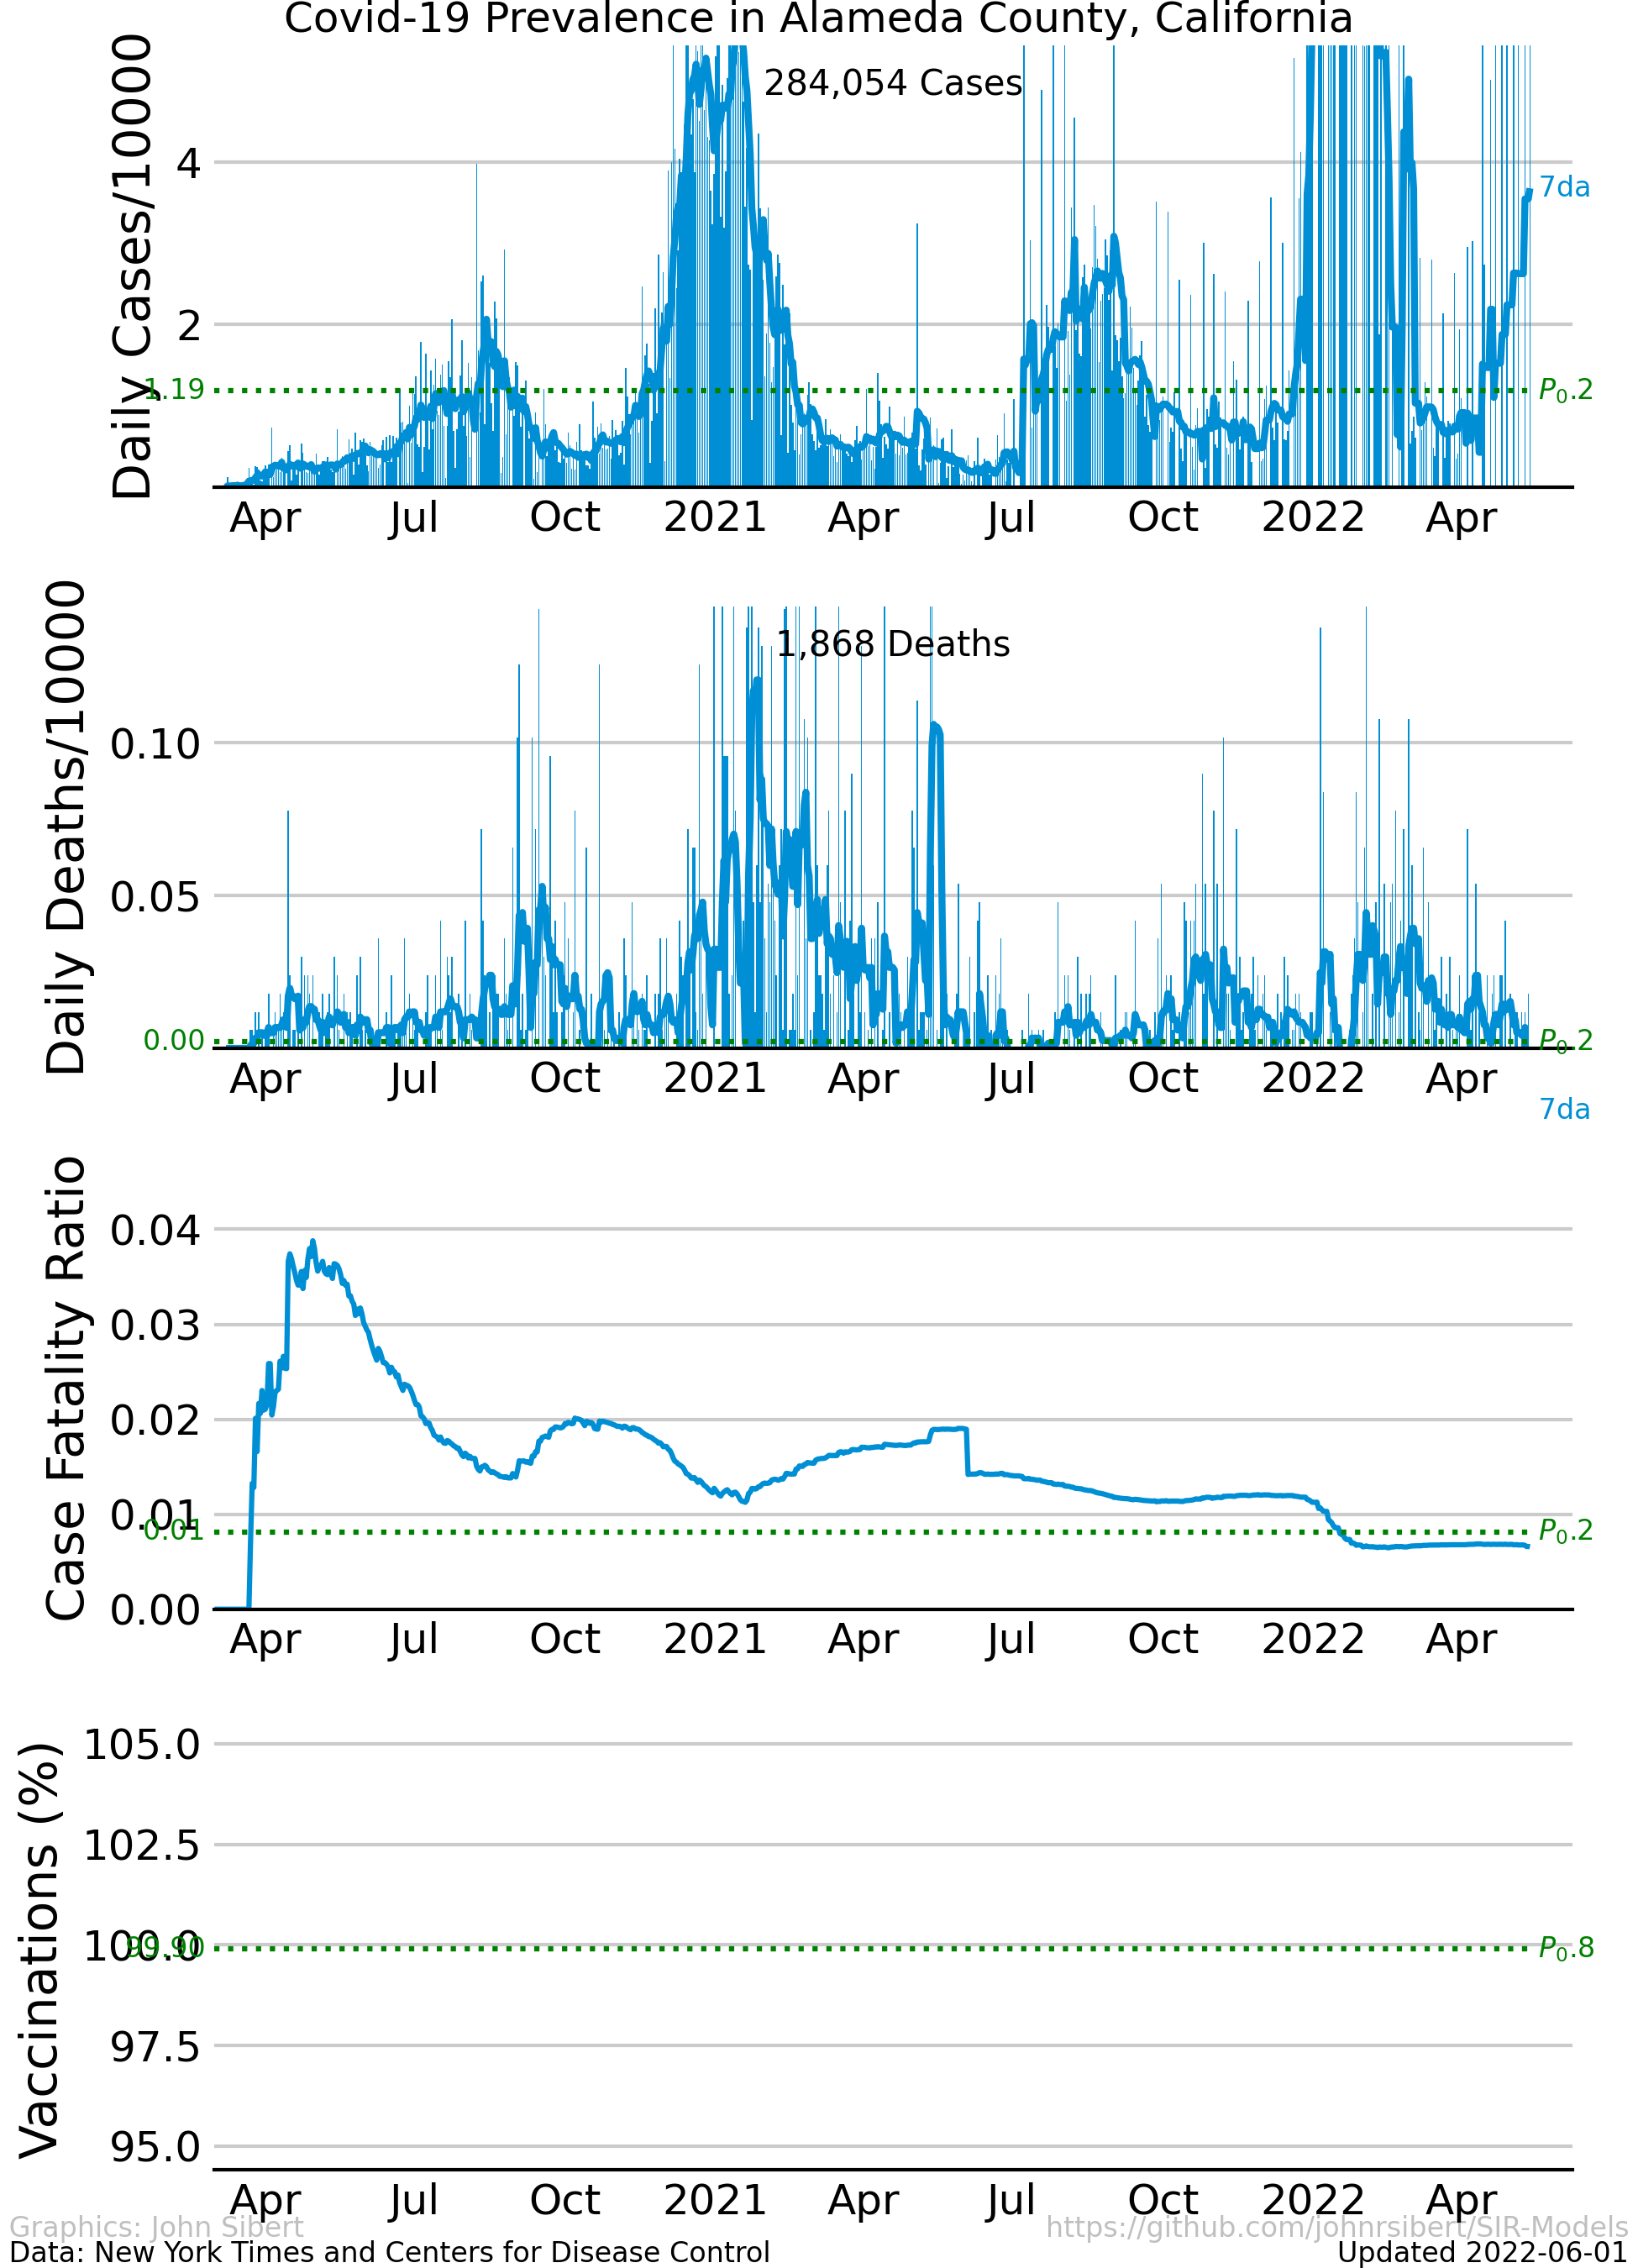 Covid-19 Prevalence in Alameda County, California
Daily Cases/10000
284,054 Cases
4
2
1.19
7da
P0.2
Apr Jul Oct 2021 Apr Jul Oct 2022 Apr
Daily Deaths/10000
1,868 Deaths
0.10
0.05
0.00
P0.2
Apr Jul Oct 2021 Apr Jul Oct 2022 Apr
7da
Case Fatality Ratio
0.04
0.03
0.02
0.01
0.01
P0.2
0.00
Apr Jul Oct 2021 Apr Jul Oct 2022 Apr
Vaccinations (%)
105.0
102.5
100.0
99.90
P0.8
97.5
95.0
Apr Jul Oct 2021 Apr Jul Oct 2022 Apr
Graphics: John Sibert
https://github.com/johnrsibert/SIR-Models
Data: New York Times and Centers for Disease Control
Updated 2022-06-01